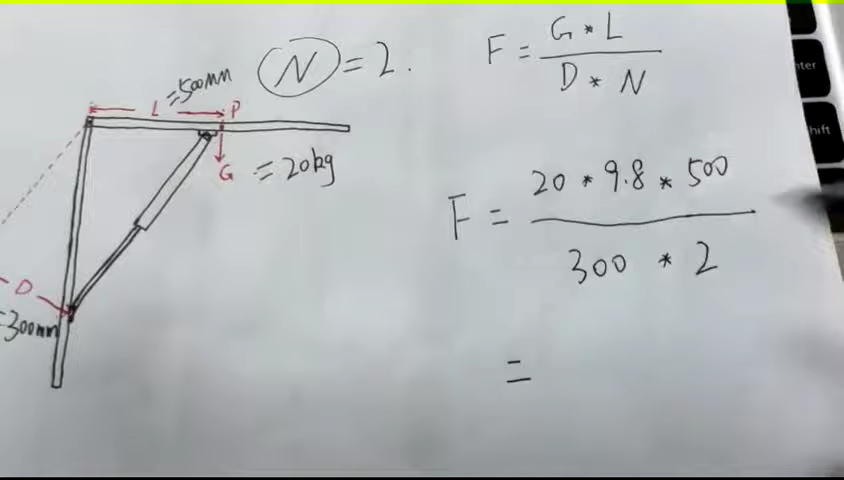 N = 2.
F = G * L
D * N
L = 500mm
P
G = 20kg
F = 20 * 9.8 * 500
300 * 2
D
= 300mm
=
ter
hift